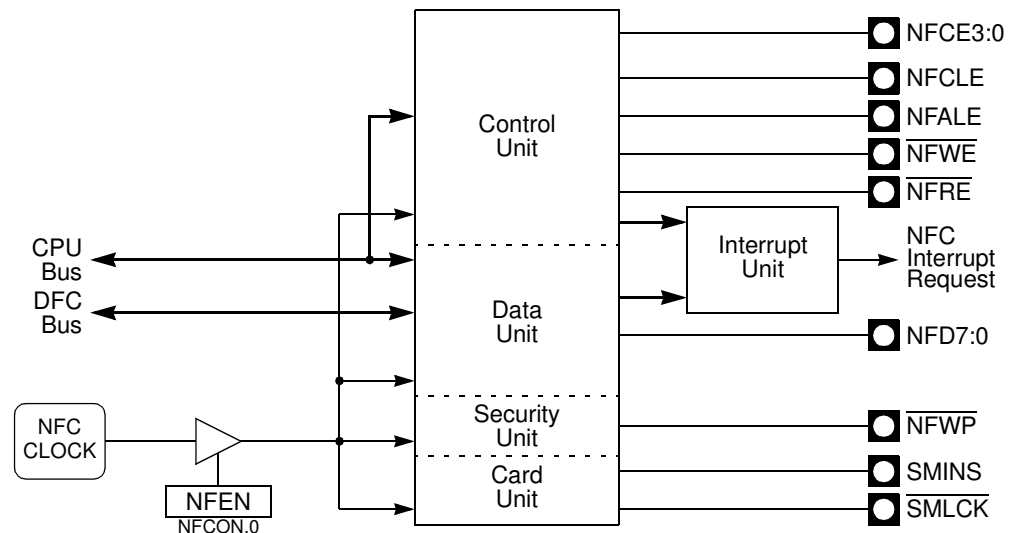 NFCE3:0
NFCLE
NFALE
NFWE
NFRE
Control
Unit
CPU
Bus
DFC
Bus
Interrupt
Unit
NFC
Interrupt
Request
Data
Unit
NFD7:0
NFC
CLOCK
NFEN
NFCON.0
Security
Unit
NFWP
Card
Unit
SMINS
SMLCK